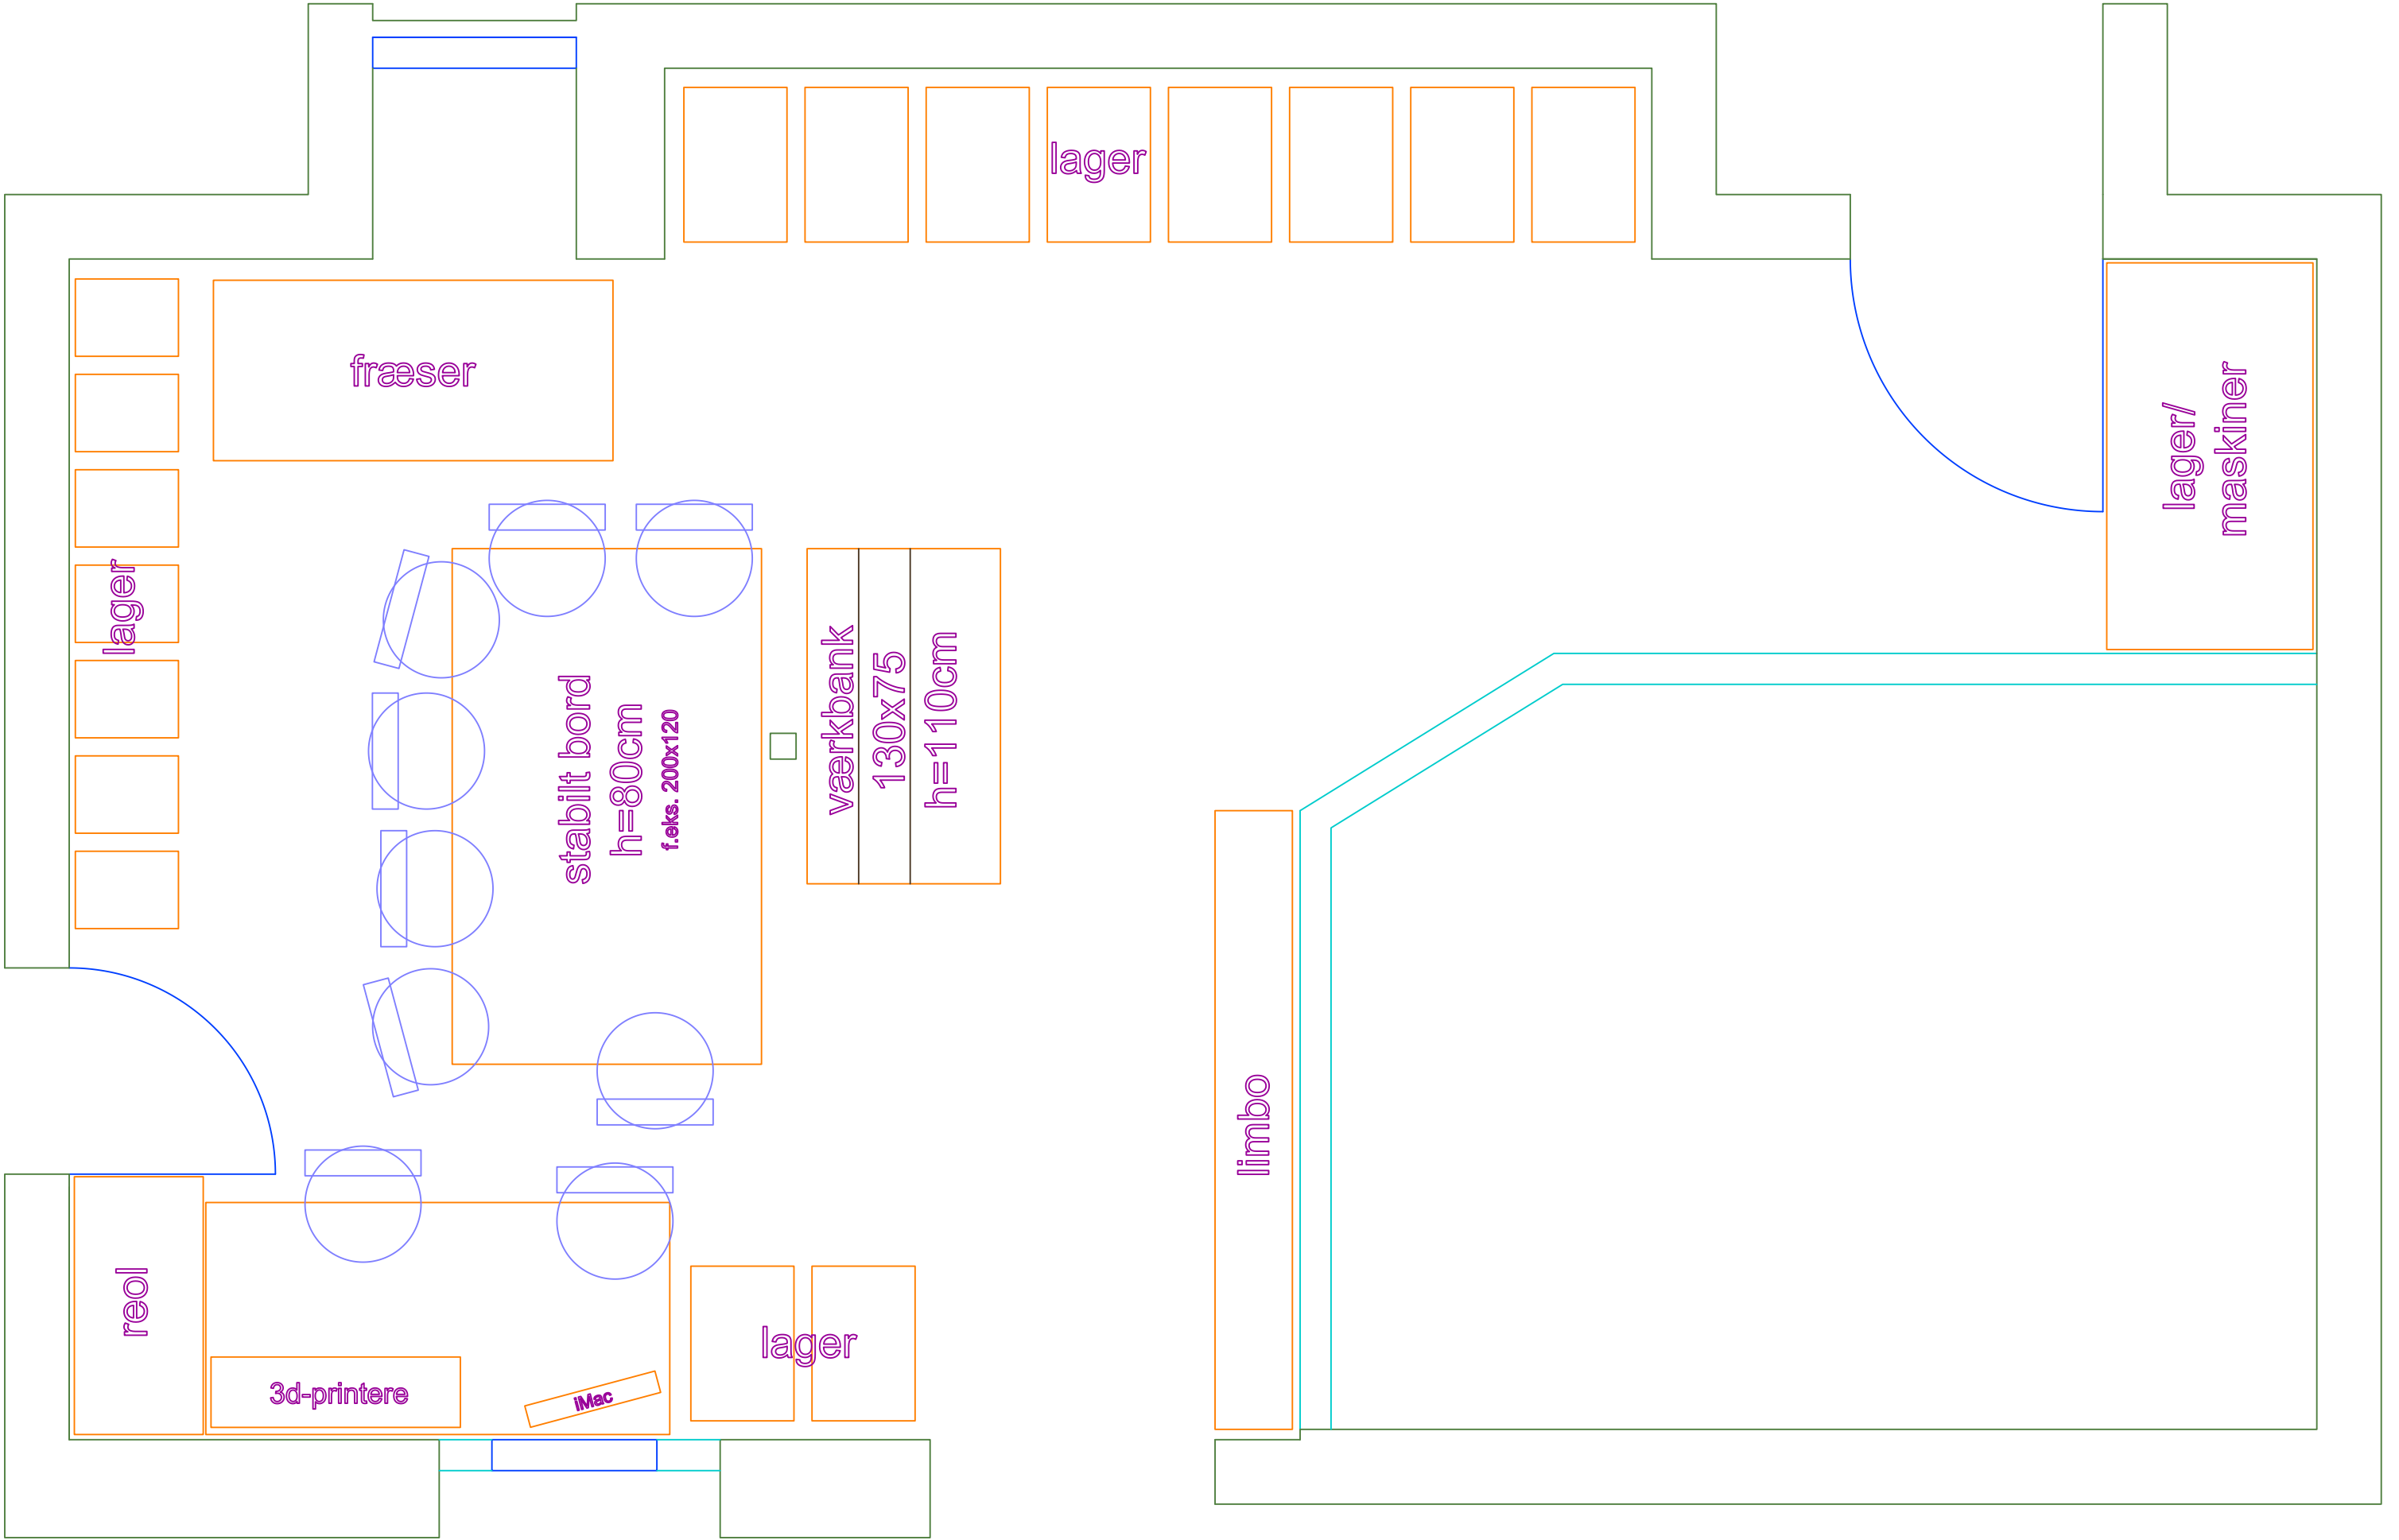 lager
fræser
lager/
maskiner
lager
stabilt bord
h=80cm
f.eks. 200x120
værkbank
130x75
h=110cm
limbo
reol
3d-printere
iMac
lager